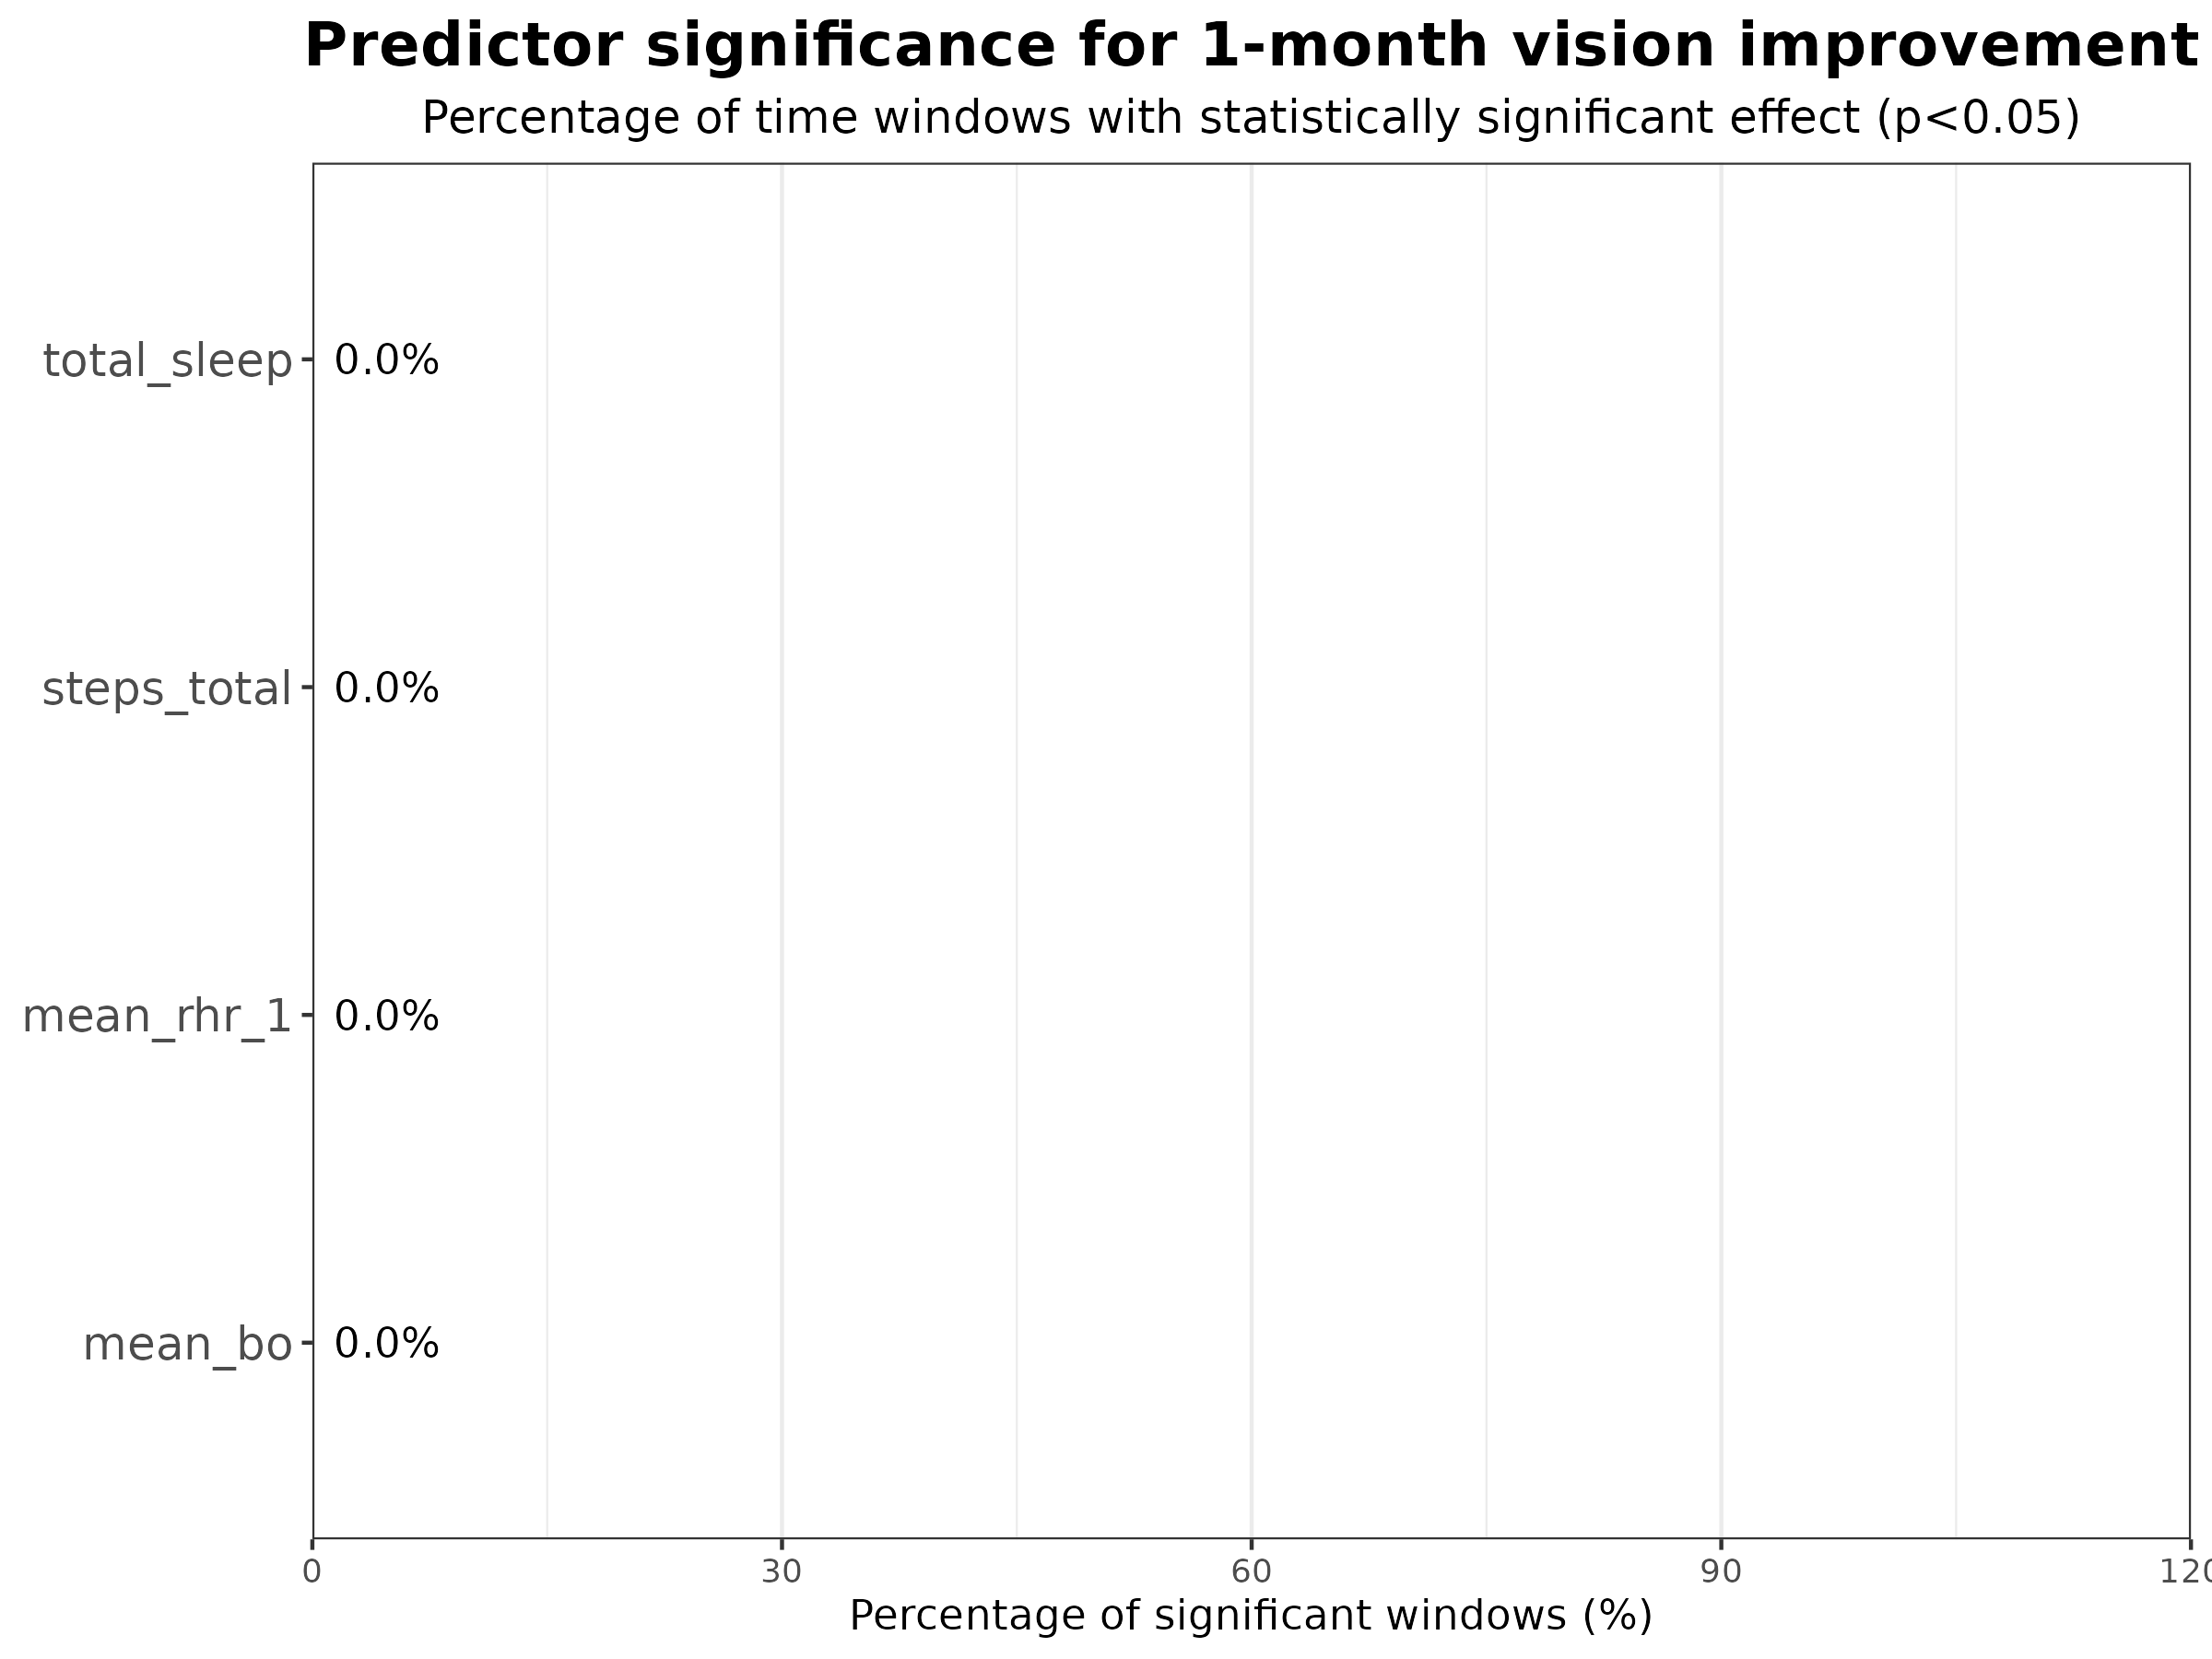 Predictor significance for 1-month vision improvement
Percentage of time windows with statistically significant effect (p<0.05)
total_sleep 0.0%
steps_total 0.0%
mean_rhr_1 0.0%
mean_bo 0.0%
0 30 60 90 120
Percentage of significant windows (%)